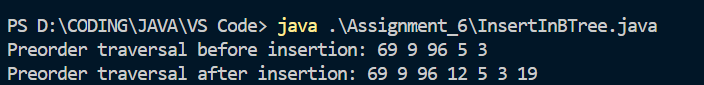 PS D:\CODING\JAVA\VS Code> java .\Assignment_6\InsertInBTree.java
Preorder traversal before insertion: 69 9 96 5 3
Preorder traversal after insertion: 69 9 96 12 5 3 19